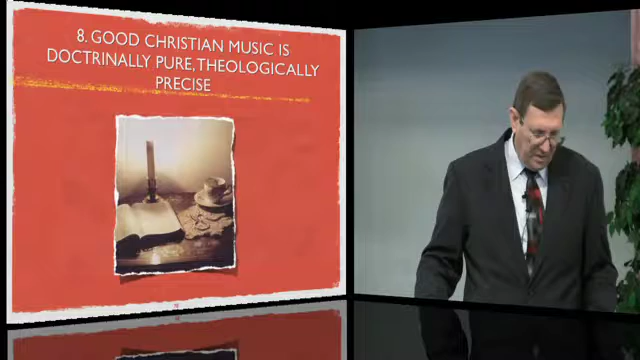 8. GOOD CHRISTIAN MUSIC IS
DOCTRINALLY PURE, THEOLOGICALLY
PRECISE